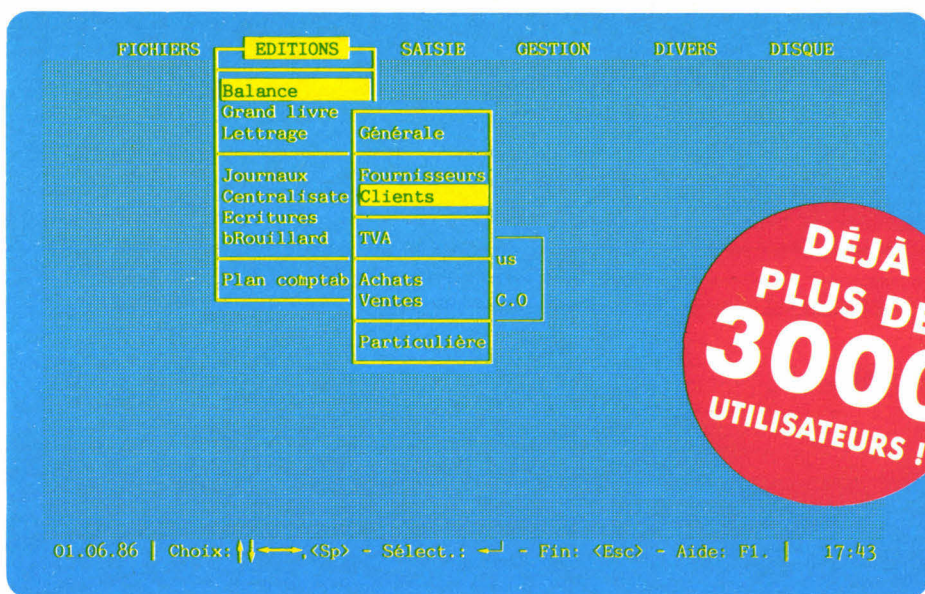 FICHIERS EDITIONS SAISIE GESTION DIVERS DISQUE
Balance
Grand livre
Lettrage
Journaux
Centralisate
Ecritures
bRouillard
Plan comptab
Générale
Fournisseurs
Clients
TVA
Achats
Ventes
Particulière
us
C.0
DÉJÀ
PLUS DE
3000
UTILISATEURS !
01.06.86 | Choix:↑↓←→,<Sp> - Sélect.: ↵ - Fin: <Esc> - Aide: F1. | 17:43